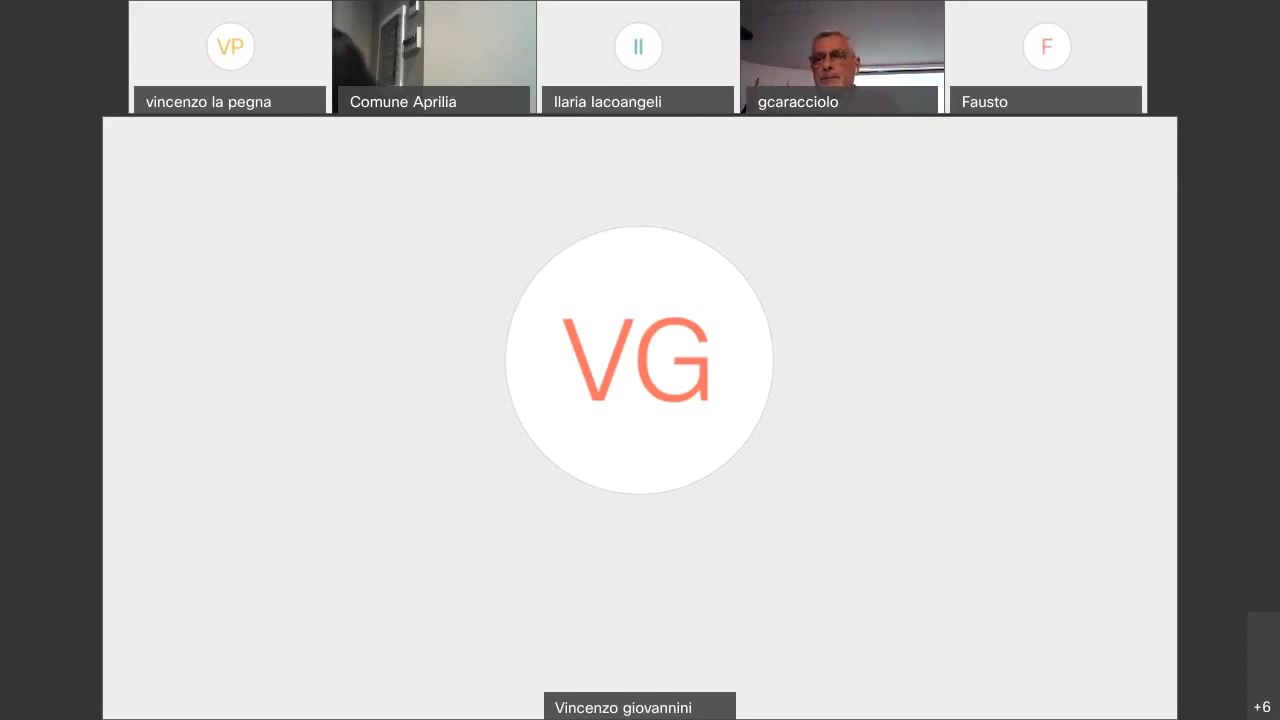 VP
vincenzo la pegna
Comune Aprilia
II
Ilaria Iacoangeli
gcaracciolo
F
Fausto
VG
Vincenzo giovannini
+6